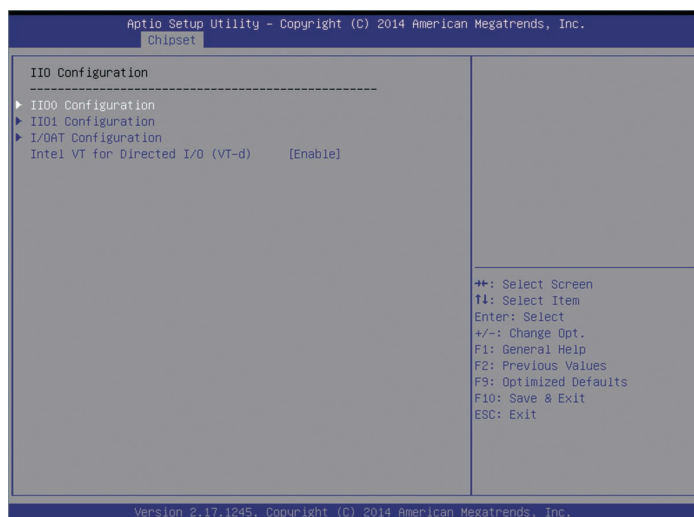 Aptio Setup Utility – Copyright (C) 2014 American Megatrends, Inc.
Chipset
IIO Configuration
--------------------------------------------------
▶ IIO0 Configuration
▶ IIO1 Configuration
▶ I/OAT Configuration
Intel VT for Directed I/O (VT-d) [Enable]
→←: Select Screen
↑↓: Select Item
Enter: Select
+/-: Change Opt.
F1: General Help
F2: Previous Values
F9: Optimized Defaults
F10: Save & Exit
ESC: Exit
Version 2.17.1245. Copyright (C) 2014 American Megatrends, Inc.